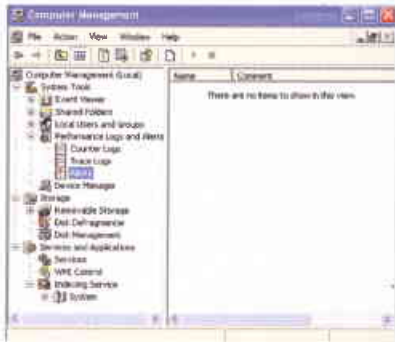 Computer Management
File Action View Window Help
Computer Management (Local)
System Tools
Event Viewer
Shared Folders
Local Users and Groups
Performance Logs and Alerts
Counter Logs
Trace Logs
Alerts
Device Manager
Storage
Removable Storage
Disk Defragmenter
Disk Management
Services and Applications
Services
WMI Control
Indexing Service
System
Name Comment
There are no items to show in this view.